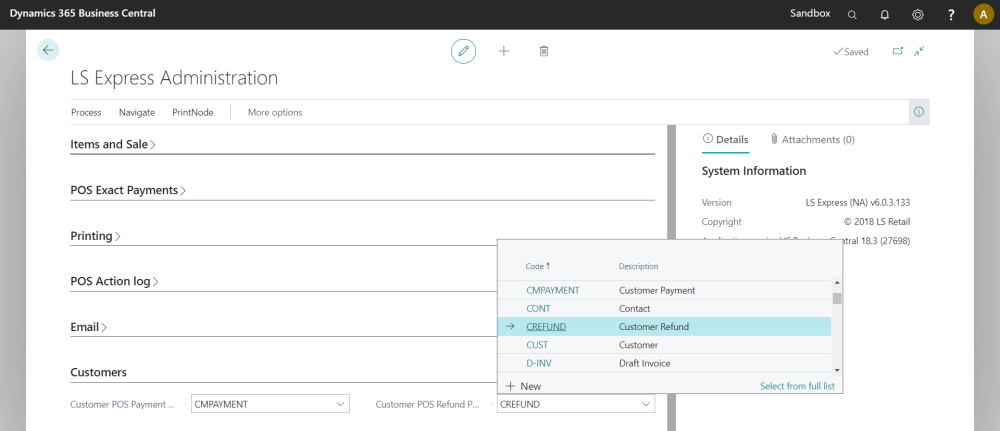 Dynamics 365 Business Central Sandbox ? A
Saved
LS Express Administration
Process Navigate PrintNode More options
Items and Sale
Details Attachments (0)
System Information
POS Exact Payments
Version LS Express (NA) v6.0.3.133
Copyright © 2018 LS Retail
Printing
Central 18.3 (27698)
Code ↑ Description
POS Action log
CMPAYMENT Customer Payment
CONT Contact
Email
CREFUND Customer Refund
CUST Customer
D-INV Draft Invoice
Customers
New Select from full list
Customer POS Payment ... CMPAYMENT Customer POS Refund P... CREFUND